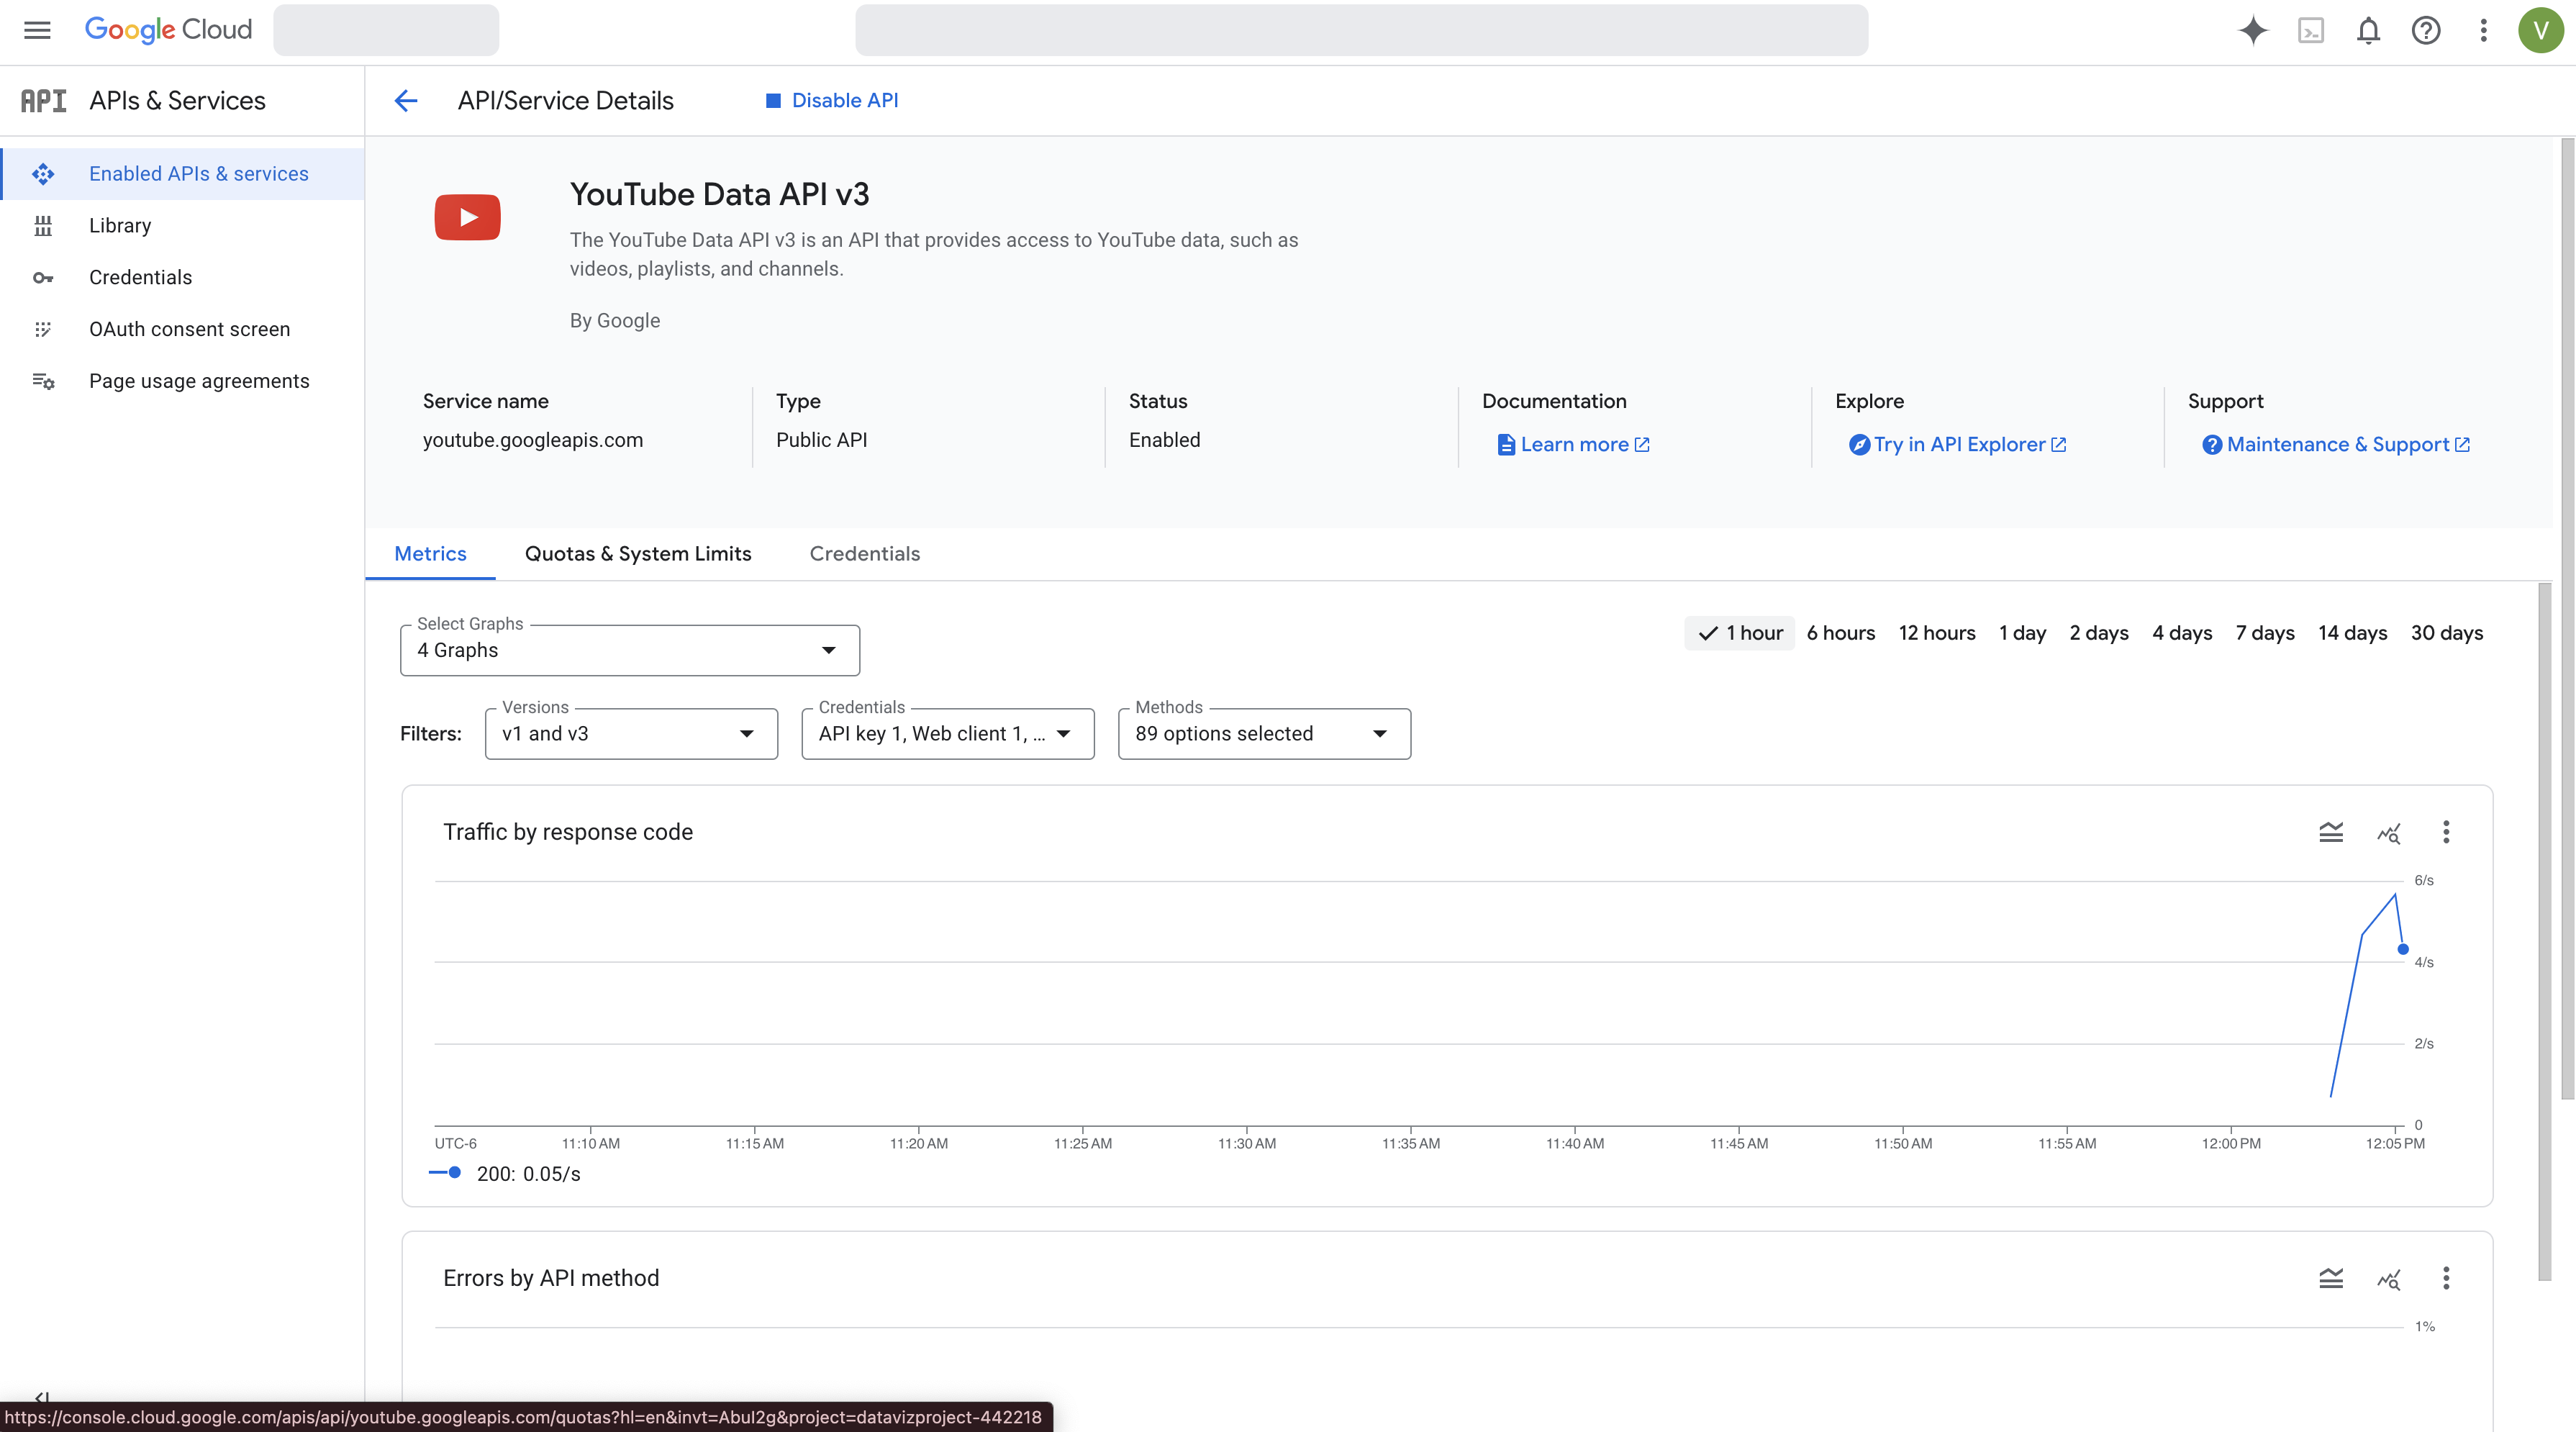 Google Cloud
V
API APIs & Services
API/Service Details
Disable API
Enabled APIs & services
Library
Credentials
OAuth consent screen
Page usage agreements
YouTube Data API v3
The YouTube Data API v3 is an API that provides access to YouTube data, such as
videos, playlists, and channels.
By Google
Service name
youtube.googleapis.com
Type
Public API
Status
Enabled
Documentation
Learn more
Explore
Try in API Explorer
Support
Maintenance & Support
Metrics
Quotas & System Limits
Credentials
Select Graphs
4 Graphs
1 hour 6 hours 12 hours 1 day 2 days 4 days 7 days 14 days 30 days
Filters:
Versions
v1 and v3
Credentials
API key 1, Web client 1, ...
Methods
89 options selected
Traffic by response code
6/s
4/s
2/s
0
UTC-6 11:10 AM 11:15 AM 11:20 AM 11:25 AM 11:30 AM 11:35 AM 11:40 AM 11:45 AM 11:50 AM 11:55 AM 12:00 PM 12:05 PM
200: 0.05/s
Errors by API method
1%
https://console.cloud.google.com/apis/api/youtube.googleapis.com/quotas?hl=en&invt=AbuI2g&project=datavizproject-442218